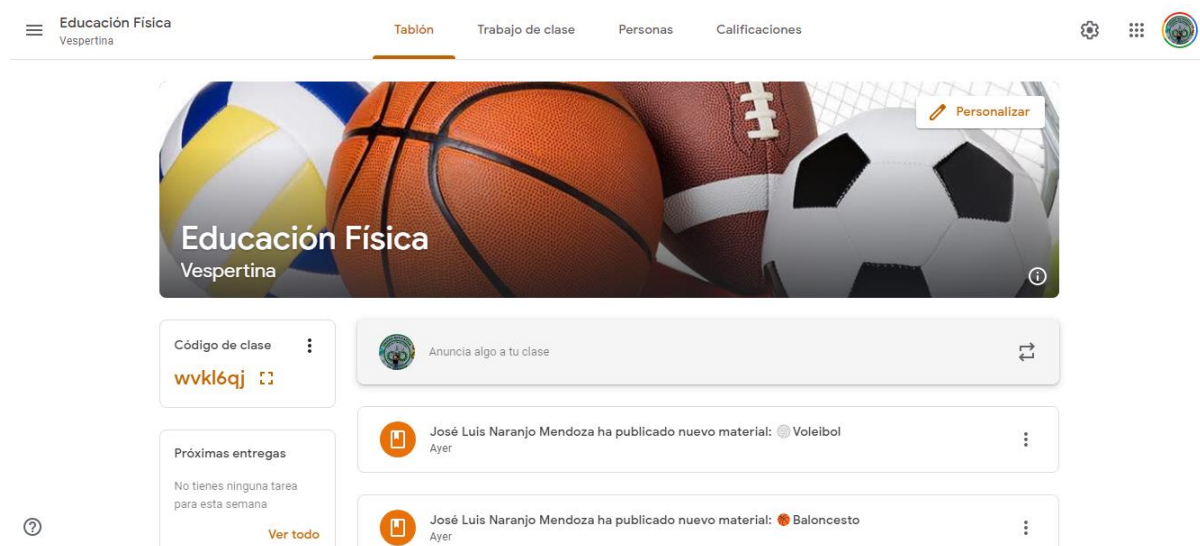 Educación Física
Vespertina
Tablón
Trabajo de clase
Personas
Calificaciones
Personalizar
Educación Física
Vespertina
Código de clase
wvkl6qj
Anuncia algo a tu clase
José Luis Naranjo Mendoza ha publicado nuevo material: Voleibol
Ayer
Próximas entregas
No tienes ninguna tarea
para esta semana
Ver todo
José Luis Naranjo Mendoza ha publicado nuevo material: Baloncesto
Ayer